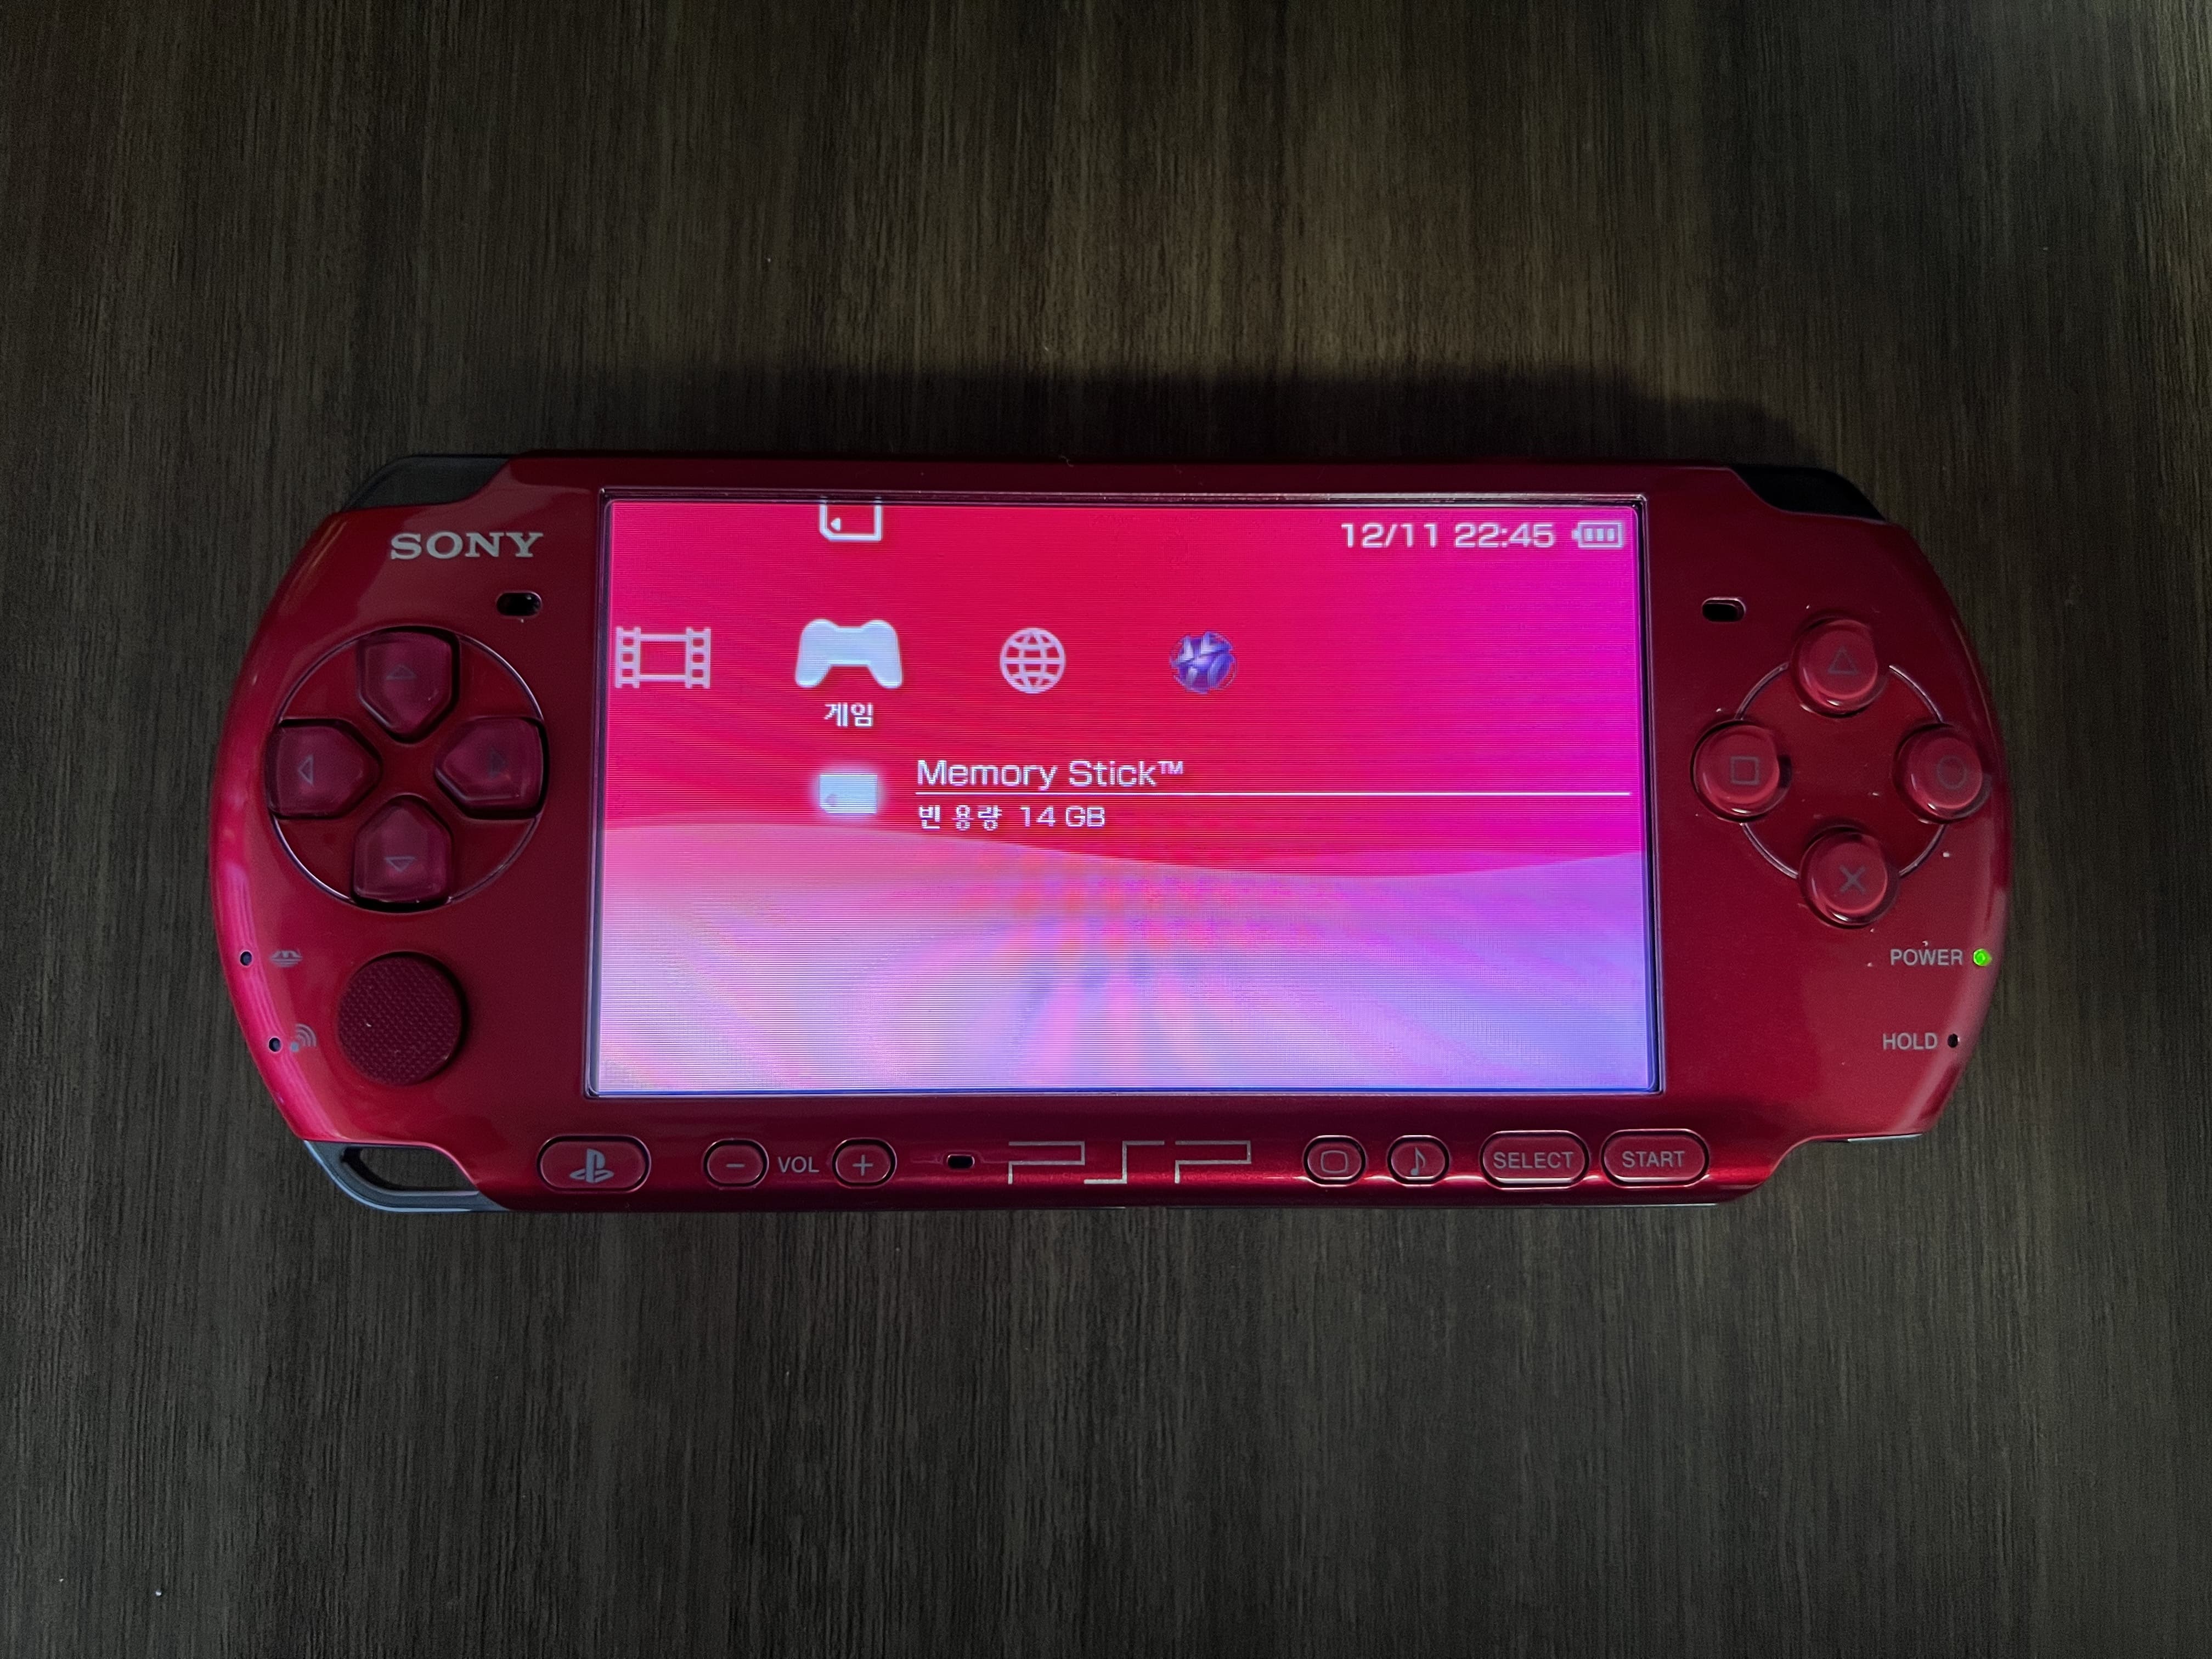 SONY
12/11 22:45
게임
Memory Stick™
빈 용량 14 GB
POWER
HOLD
VOL
PSP
SELECT
START